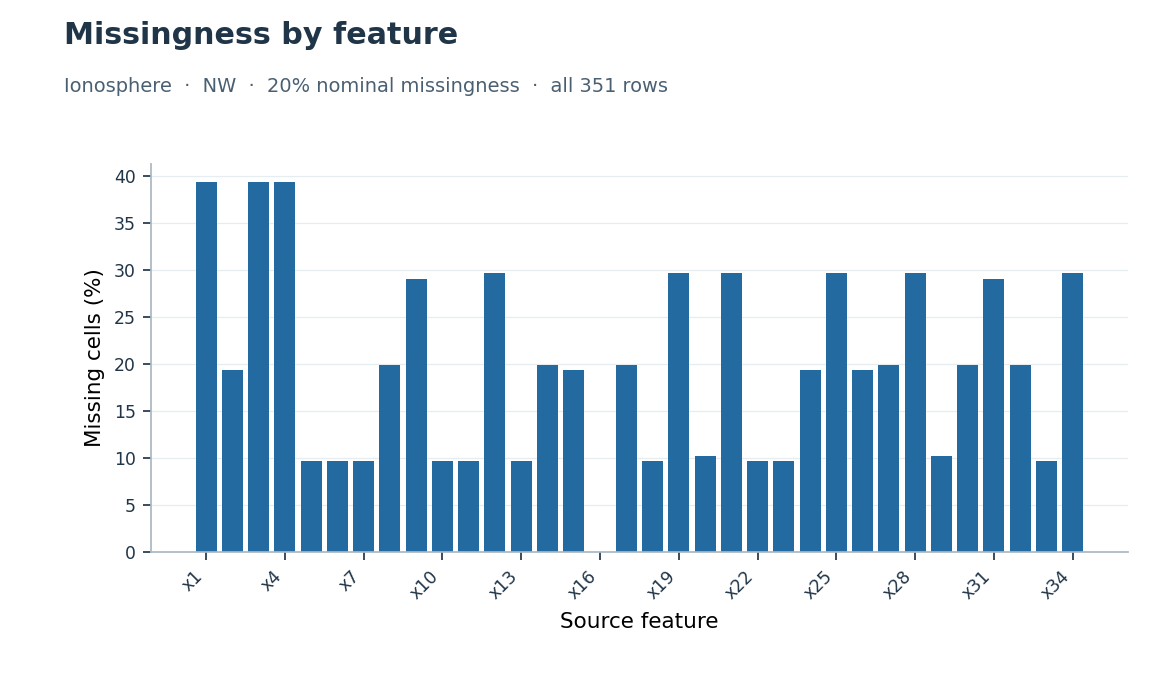 Missingness by feature
Ionosphere · NW · 20% nominal missingness · all 351 rows
Missing cells (%)
40
35
30
25
20
15
10
5
0
x1 x4 x7 x10 x13 x16 x19 x22 x25 x28 x31 x34
Source feature